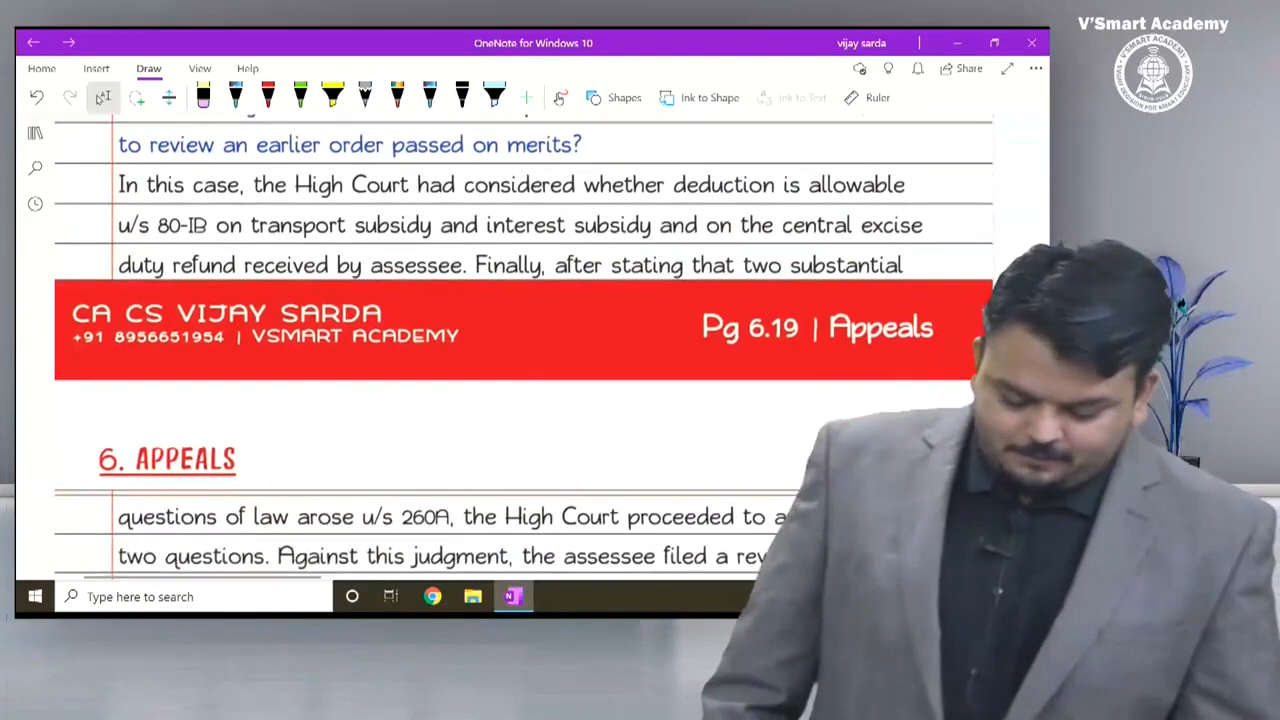 V'Smart Academy
OneNote for Windows 10
vijay sarda
Home Insert Draw View Help
Share
Shapes Ink to Shape Ink to Text Ruler
to review an earlier order passed on merits?
In this case, the High Court had considered whether deduction is allowable
u/s 80-IB on transport subsidy and interest subsidy and on the central excise
duty refund received by assessee. Finally, after stating that two substantial
CA CS VIJAY SARDA
+91 8956651954 | VSMART ACADEMY
Pg 6.19 | Appeals
6. APPEALS
questions of law arose u/s 260A, the High Court proceeded to
two questions. Against this judgment, the assessee filed a
Type here to search